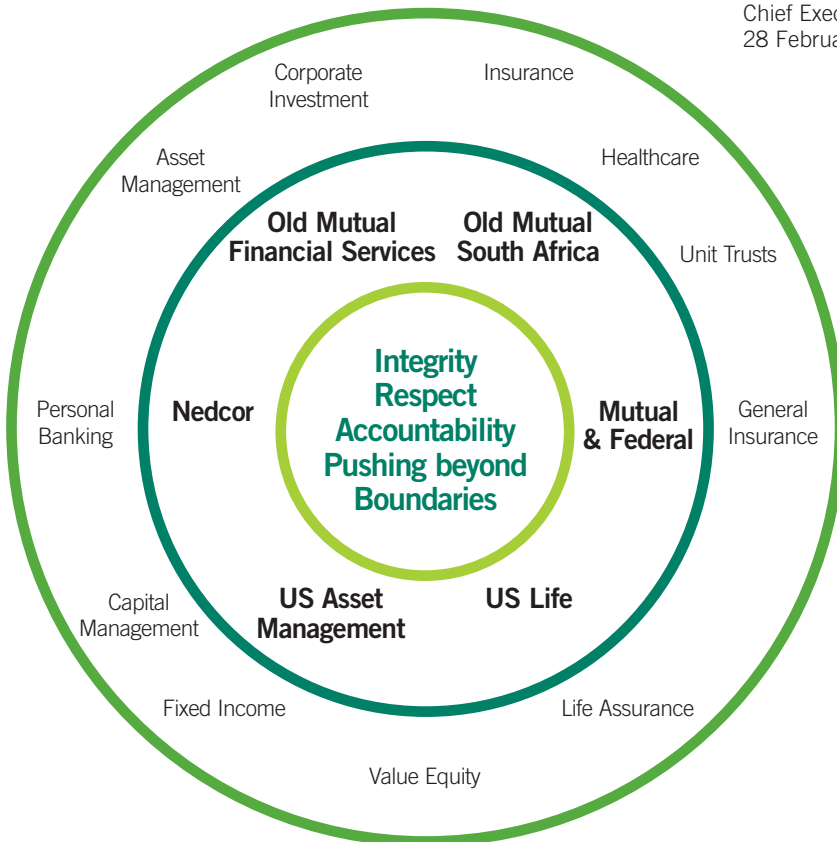 Chief
28
Corporate
Investment
Insurance
Asset
Management
Healthcare
Old Mutual
Financial Services
Old Mutual
South Africa
Unit Trusts
Integrity
Respect
Accountability
Pushing beyond
Boundaries
Personal
Banking
Nedcor
Mutual
& Federal
General
Insurance
Capital
Management
US Asset
Management
US Life
Fixed Income
Life Assurance
Value Equity